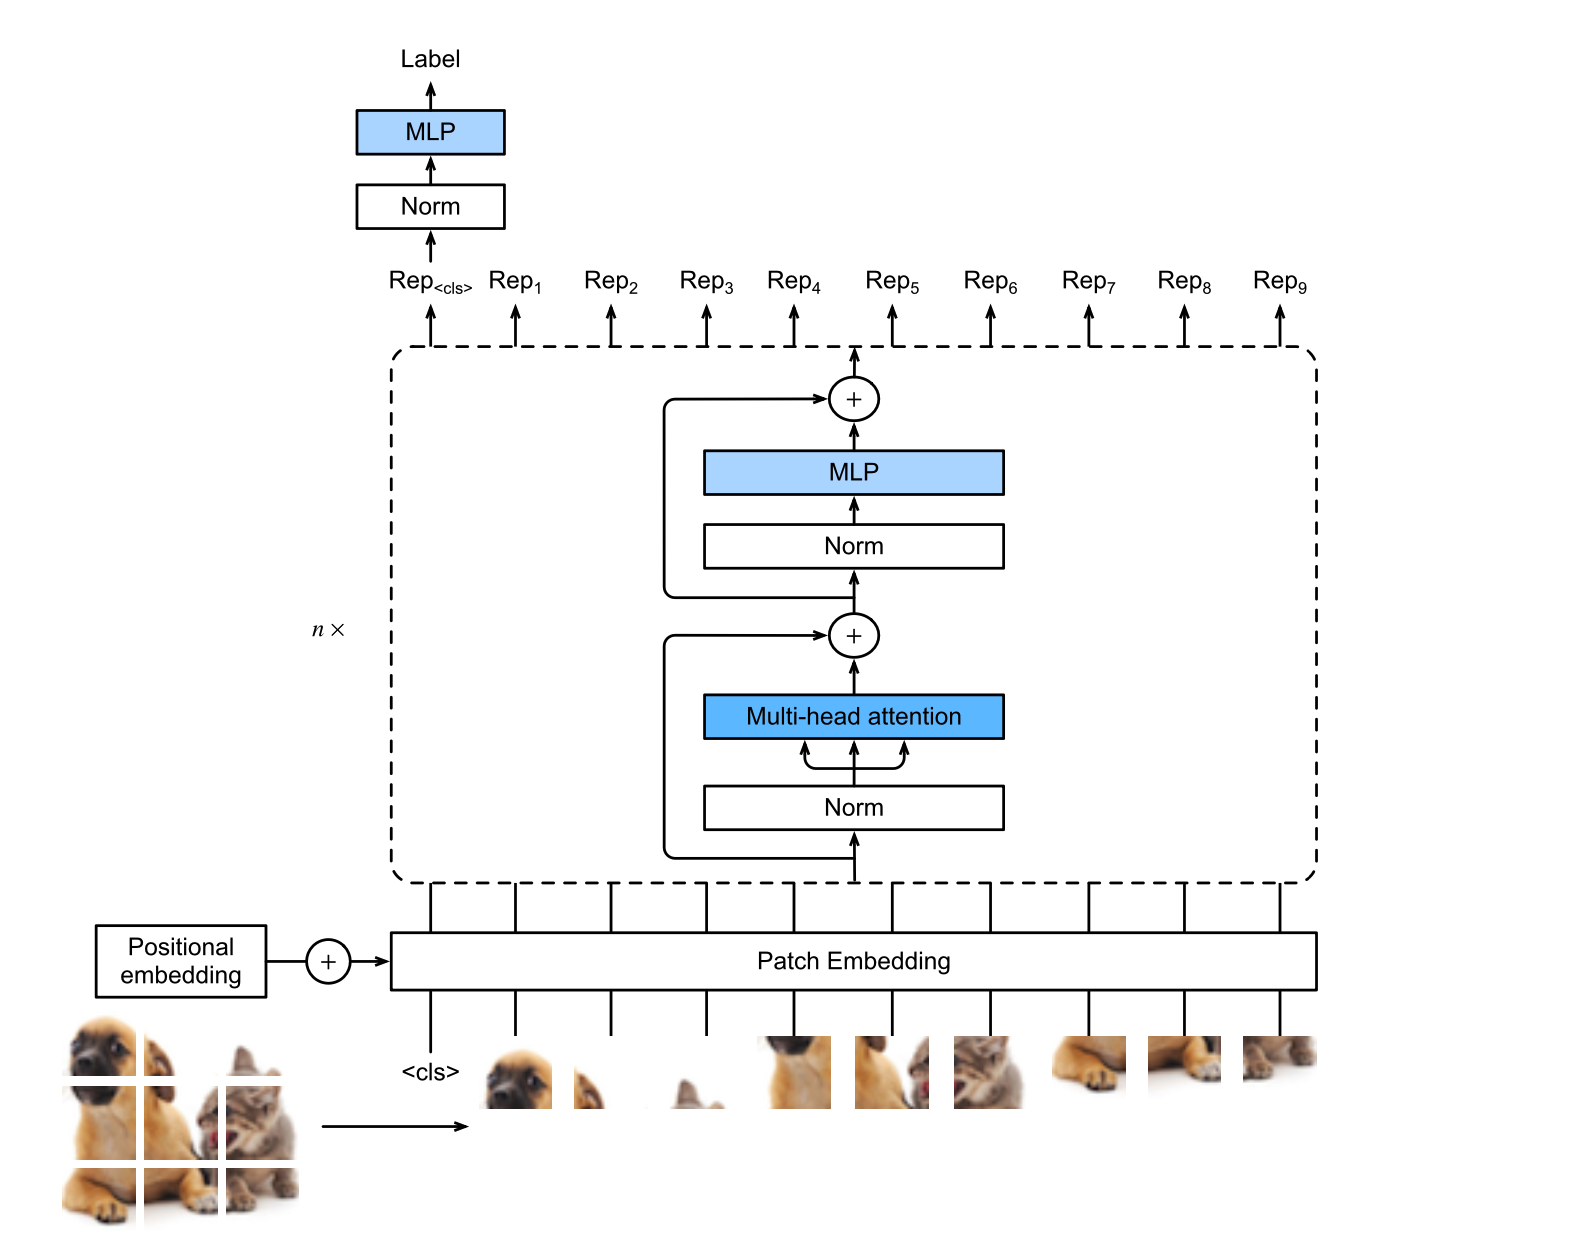 Label
MLP
Norm
Rep<cls> Rep1 Rep2 Rep3 Rep4 Rep5 Rep6 Rep7 Rep8 Rep9
+
MLP
Norm
n ×
+
Multi-head attention
Norm
Positional
embedding
+
Patch Embedding
<cls>